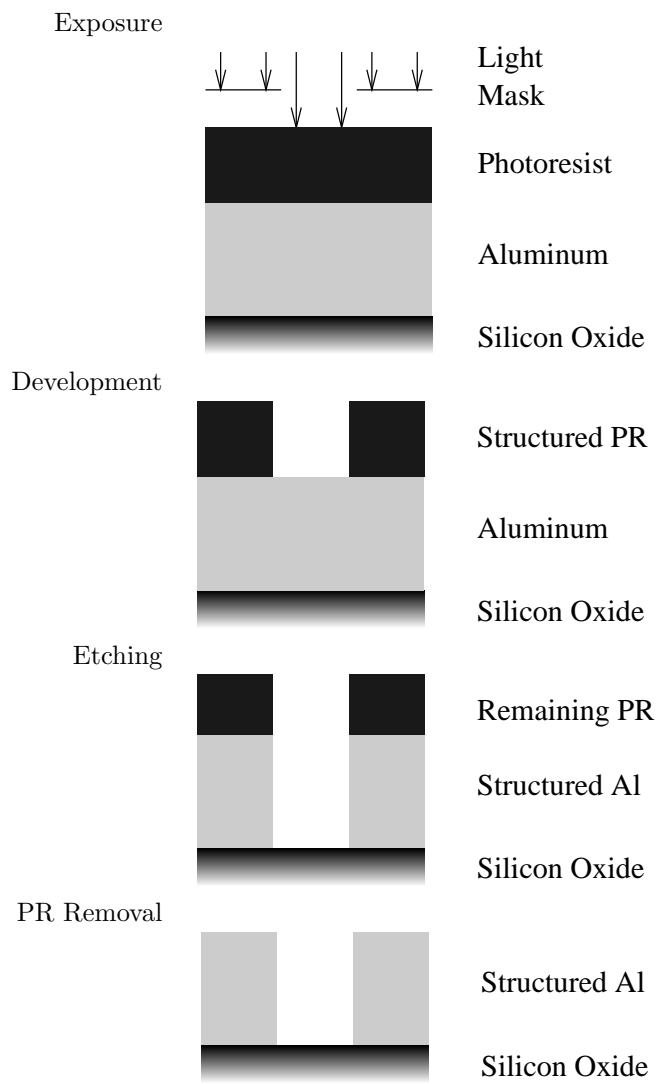 Exposure
Light
Mask
Photoresist
Aluminum
Silicon Oxide
Development
Structured PR
Aluminum
Silicon Oxide
Etching
Remaining PR
Structured Al
Silicon Oxide
PR Removal
Structured Al
Silicon Oxide